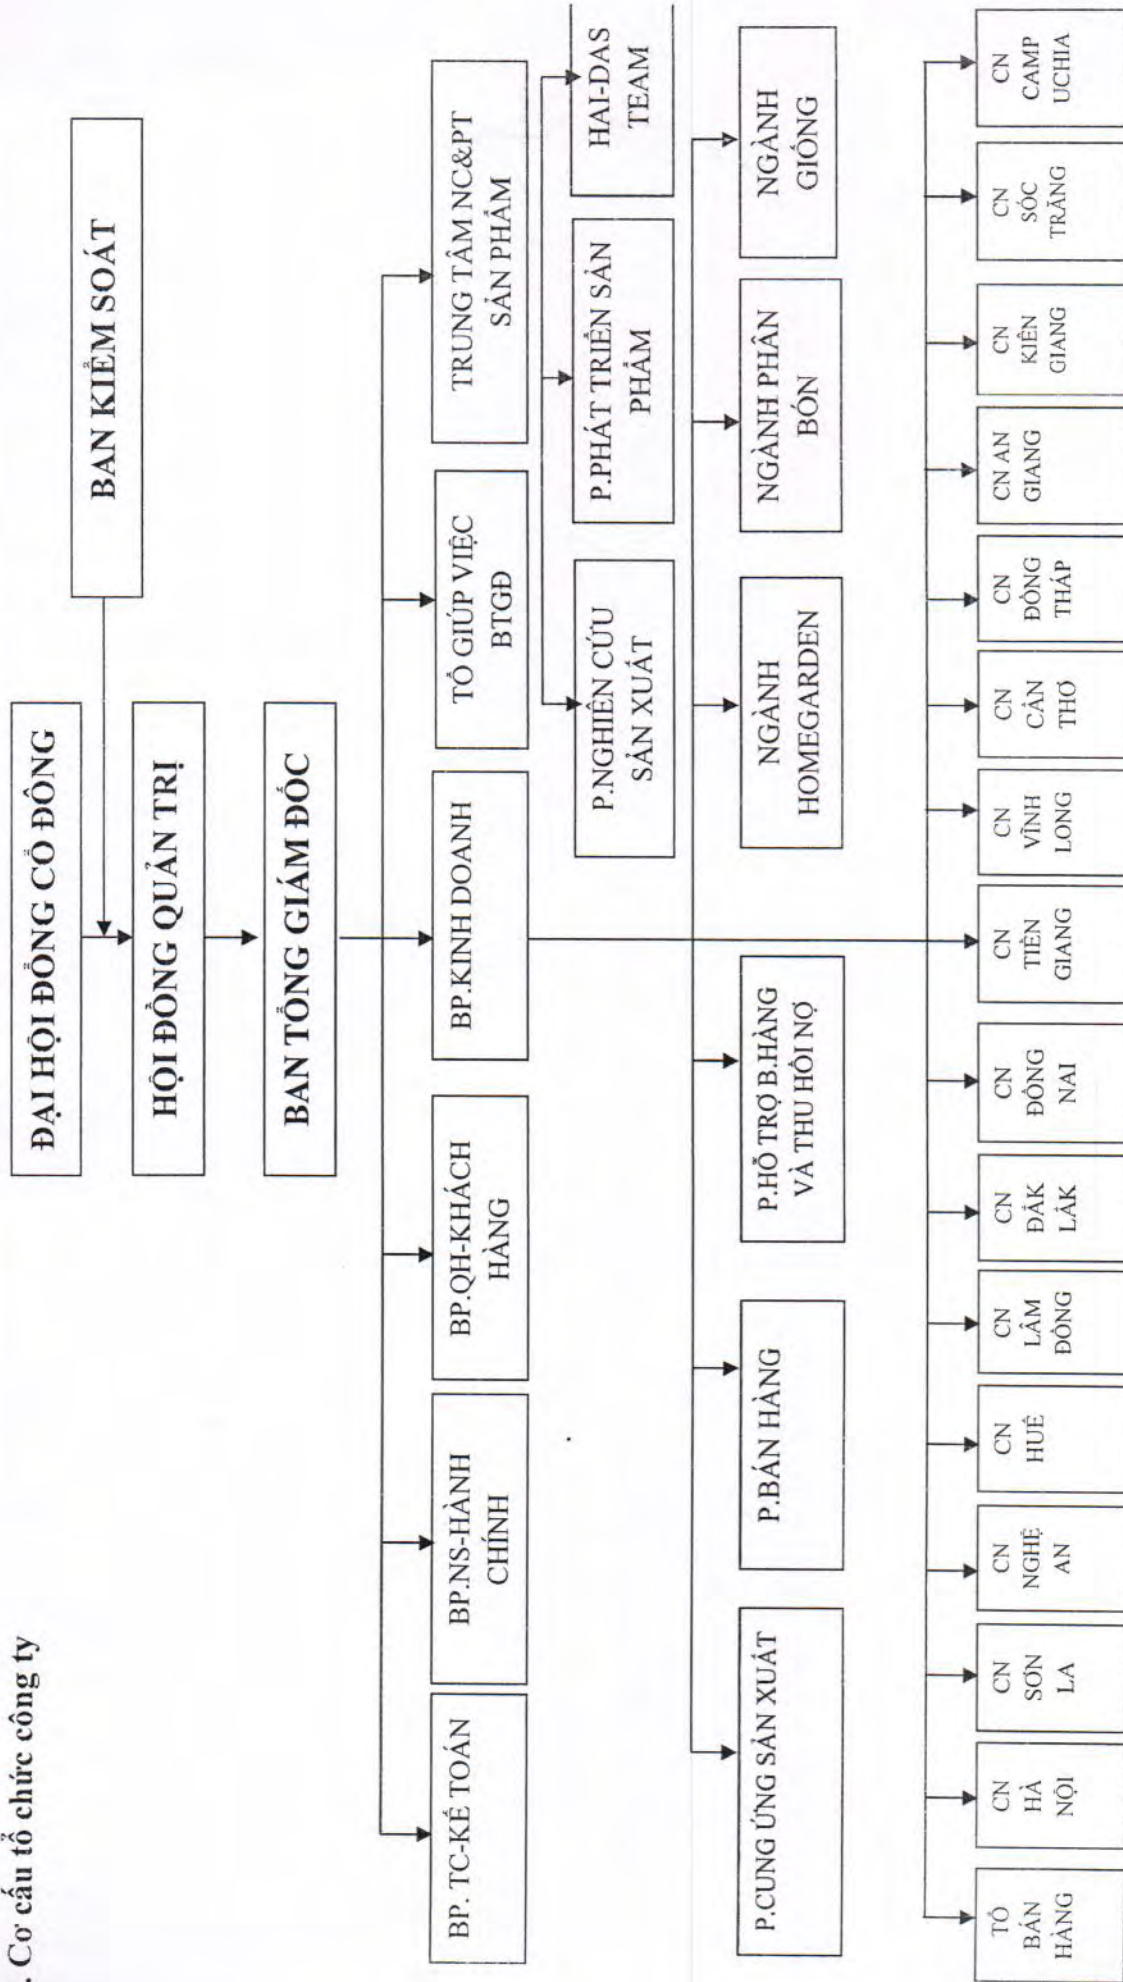 . Cơ cấu tổ chức công ty
ĐẠI HỘI ĐỒNG CỔ ĐÔNG
BAN KIỂM SOÁT
HỘI ĐỒNG QUẢN TRỊ
BAN TỔNG GIÁM ĐỐC
BP. TC-KẾ TOÁN
BP.NS-HÀNH
CHÍNH
BP.QH-KHÁCH
HÀNG
BP.KINH DOANH
TỔ GIÚP VIỆC
BTGĐ
TRUNG TÂM NC&PT
SẢN PHẨM
P.NGHIÊN CỨU
SẢN XUẤT
P.PHÁT TRIỂN SẢN
PHẨM
HAI-DAS
TEAM
P.CUNG ỨNG SẢN XUẤT
P.BÁN HÀNG
P.HỖ TRỢ B.HÀNG
VÀ THU HỒI NỢ
NGÀNH
HOMEGARDEN
NGÀNH PHÂN
BÓN
NGÀNH
GIỐNG
TỔ
BÁN
HÀNG
CN
HÀ
NỘI
CN
SƠN
LA
CN
NGHỆ
AN
CN
HUẾ
CN
LÂM
ĐỒNG
CN
ĐẮK
LẮK
CN
ĐỒNG
NAI
CN
TIỀN
GIANG
CN
VĨNH
LONG
CN
CẦN
THƠ
CN
ĐỒNG
THÁP
CN AN
GIANG
CN
KIÊN
GIANG
CN
SÓC
TRĂNG
CN
CAMP
UCHIA